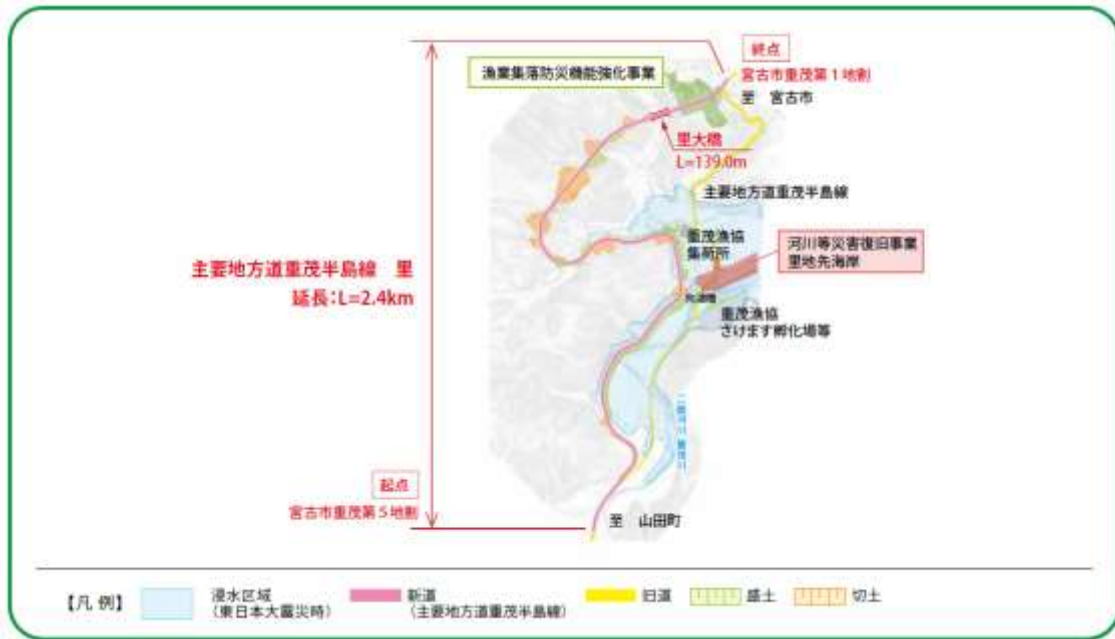 終点
漁業集落防災機能強化事業
宮古市重茂第1地割
至　宮古市
里大橋
L=139.0m
主要地方道重茂半島線
重茂漁協
集荷所
河川等災害復旧事業
里地先海岸
主要地方道重茂半島線　里
延長:L=2.4km
重茂漁協
さけます孵化場等
起点
宮古市重茂第5地割
至　山田町
【凡 例】
浸水区域
(東日本大震災時)
新道
(主要地方道重茂半島線)
旧道
盛土
切土